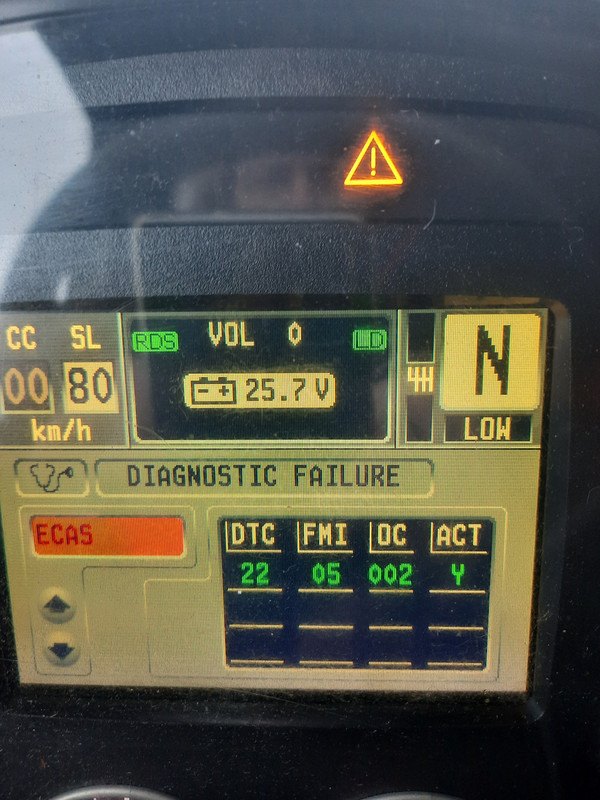 CC SL
RDS VOL 0 LD
00 80
25.7 V
4H
N
km/h
LOW
DIAGNOSTIC FAILURE
ECAS
DTC FMI OC ACT
22 05 002 Y